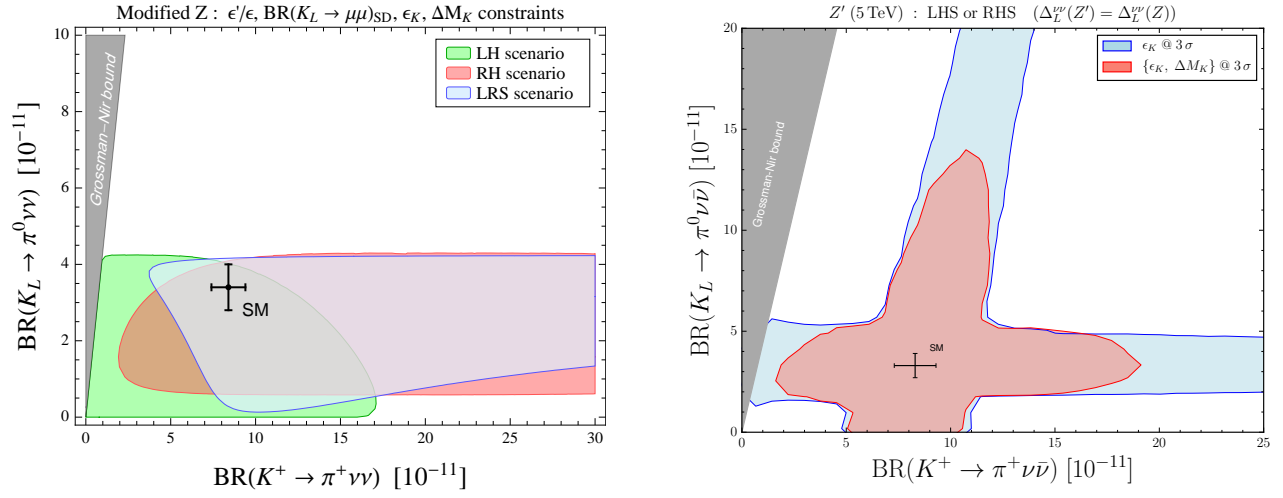 Modified Z : ϵ'/ϵ, BR(K_L → μμ)_SD, ϵ_K, ΔM_K constraints
LH scenario
RH scenario
LRS scenario
Grossman–Nir bound
SM
BR(K_L → π⁰νν) [10⁻¹¹]
10
8
6
4
2
0
0 5 10 15 20 25 30
BR(K⁺ → π⁺νν) [10⁻¹¹]
Z′ (5 TeV) : LHS or RHS (Δ_L^{νν}(Z′) = Δ_L^{νν}(Z))
ϵ_K @ 3σ
{ϵ_K, ΔM_K} @ 3σ
Grossman-Nir bound
SM
BR(K_L → π⁰νν̄) [10⁻¹¹]
20
15
10
5
0
0 5 10 15 20 25
BR(K⁺ → π⁺νν̄) [10⁻¹¹]